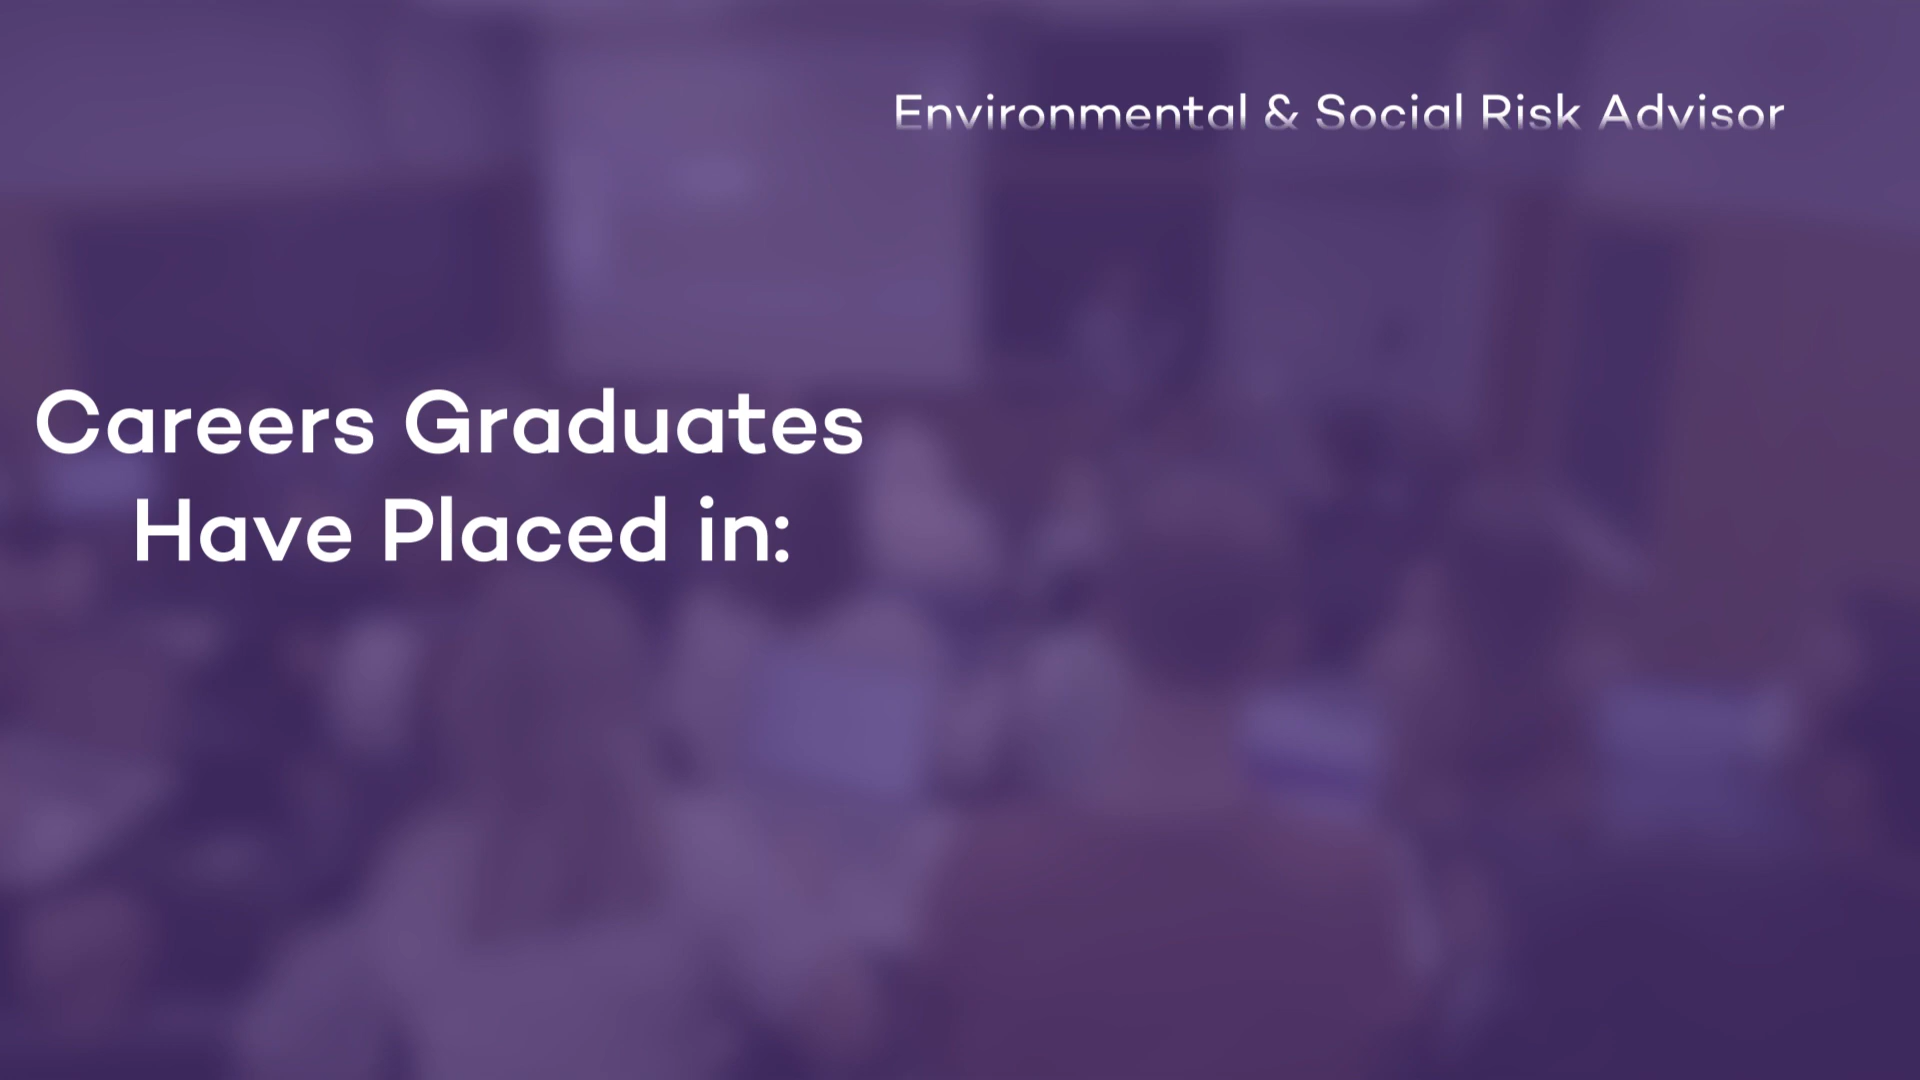 Environmental & Social Risk Advisor
Careers Graduates
Have Placed in: